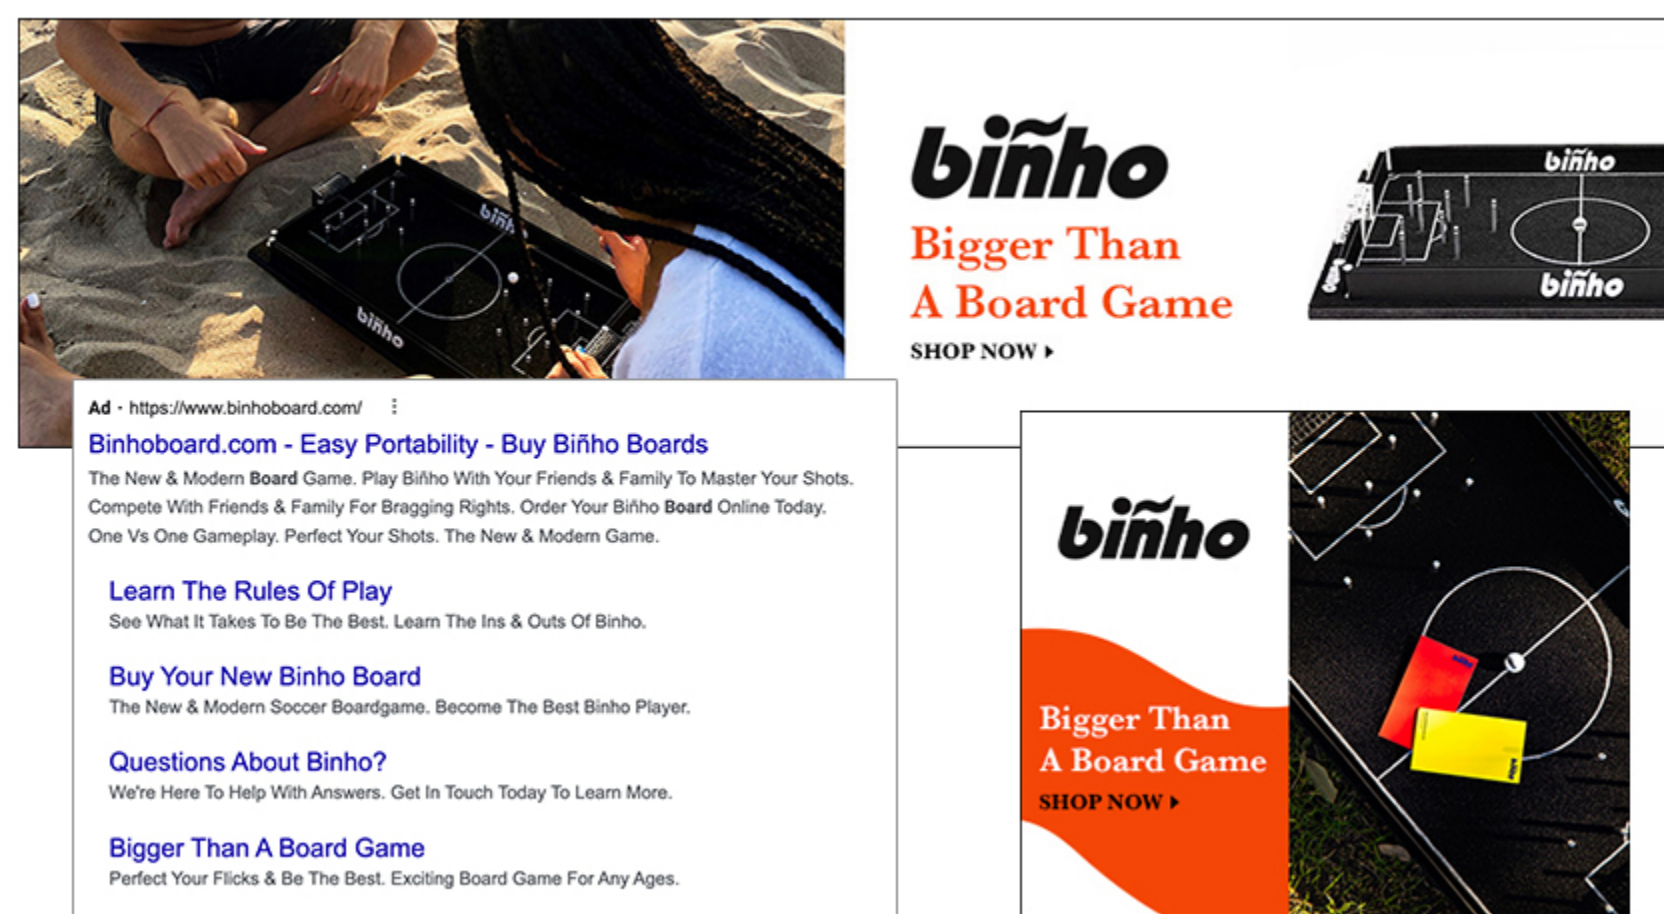 biñho
biñho
biñho
Bigger Than
A Board Game
SHOP NOW
biñho
biñho
Ad · https://www.binhoboard.com/
Binhoboard.com - Easy Portability - Buy Biñho Boards
The New & Modern Board Game. Play Biñho With Your Friends & Family To Master Your Shots.
Compete With Friends & Family For Bragging Rights. Order Your Biñho Board Online Today.
One Vs One Gameplay. Perfect Your Shots. The New & Modern Game.
Learn The Rules Of Play
See What It Takes To Be The Best. Learn The Ins & Outs Of Binho.
Buy Your New Binho Board
The New & Modern Soccer Boardgame. Become The Best Binho Player.
Questions About Binho?
We're Here To Help With Answers. Get In Touch Today To Learn More.
Bigger Than A Board Game
Perfect Your Flicks & Be The Best. Exciting Board Game For Any Ages.
biñho
Bigger Than
A Board Game
SHOP NOW